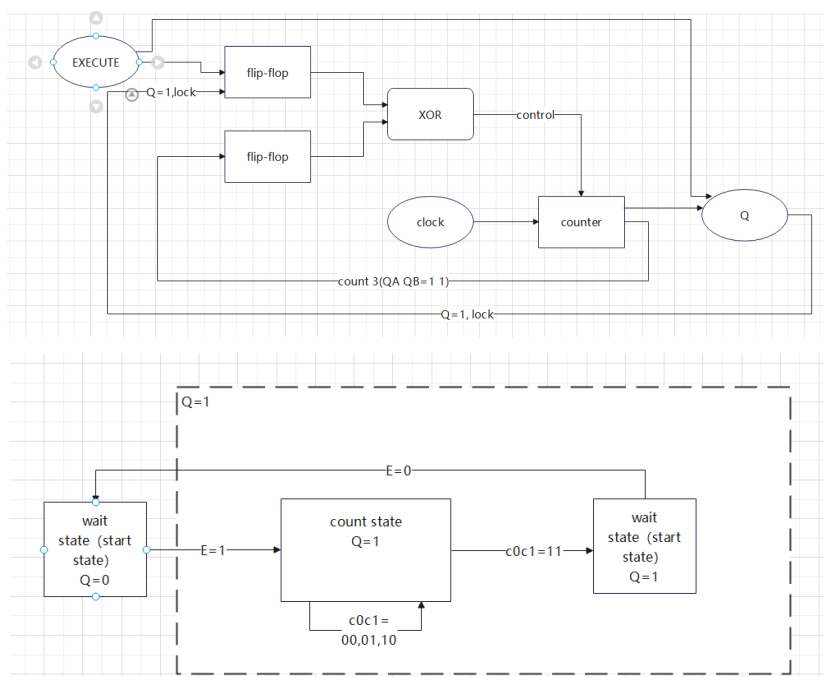 EXECUTE
flip-flop
Q=1,lock
XOR
control
flip-flop
clock
counter
Q
count 3(QA QB=1 1)
Q=1, lock
Q=1
E=0
wait
state (start
state)
Q=0
E=1
count state
Q=1
c0c1=11
wait
state (start
state)
Q=1
c0c1=
00,01,10